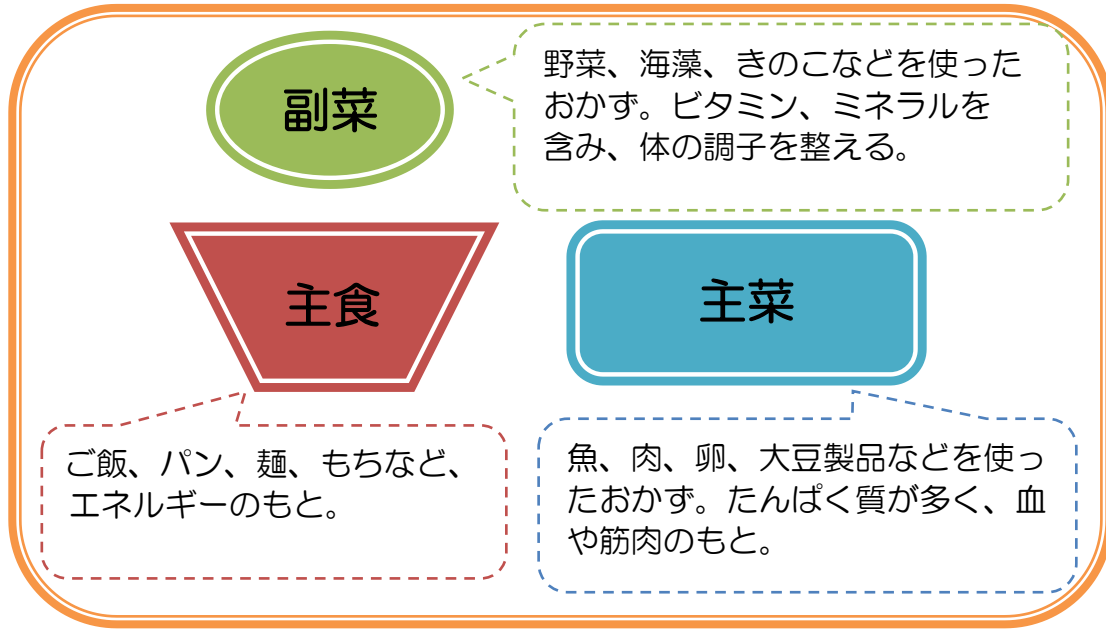 副菜
野菜、海藻、きのこなどを使った
おかず。ビタミン、ミネラルを
含み、体の調子を整える。
主食
主菜
ご飯、パン、麺、もちなど、
エネルギーのもと。
魚、肉、卵、大豆製品などを使っ
たおかず。たんぱく質が多く、血
や筋肉のもと。